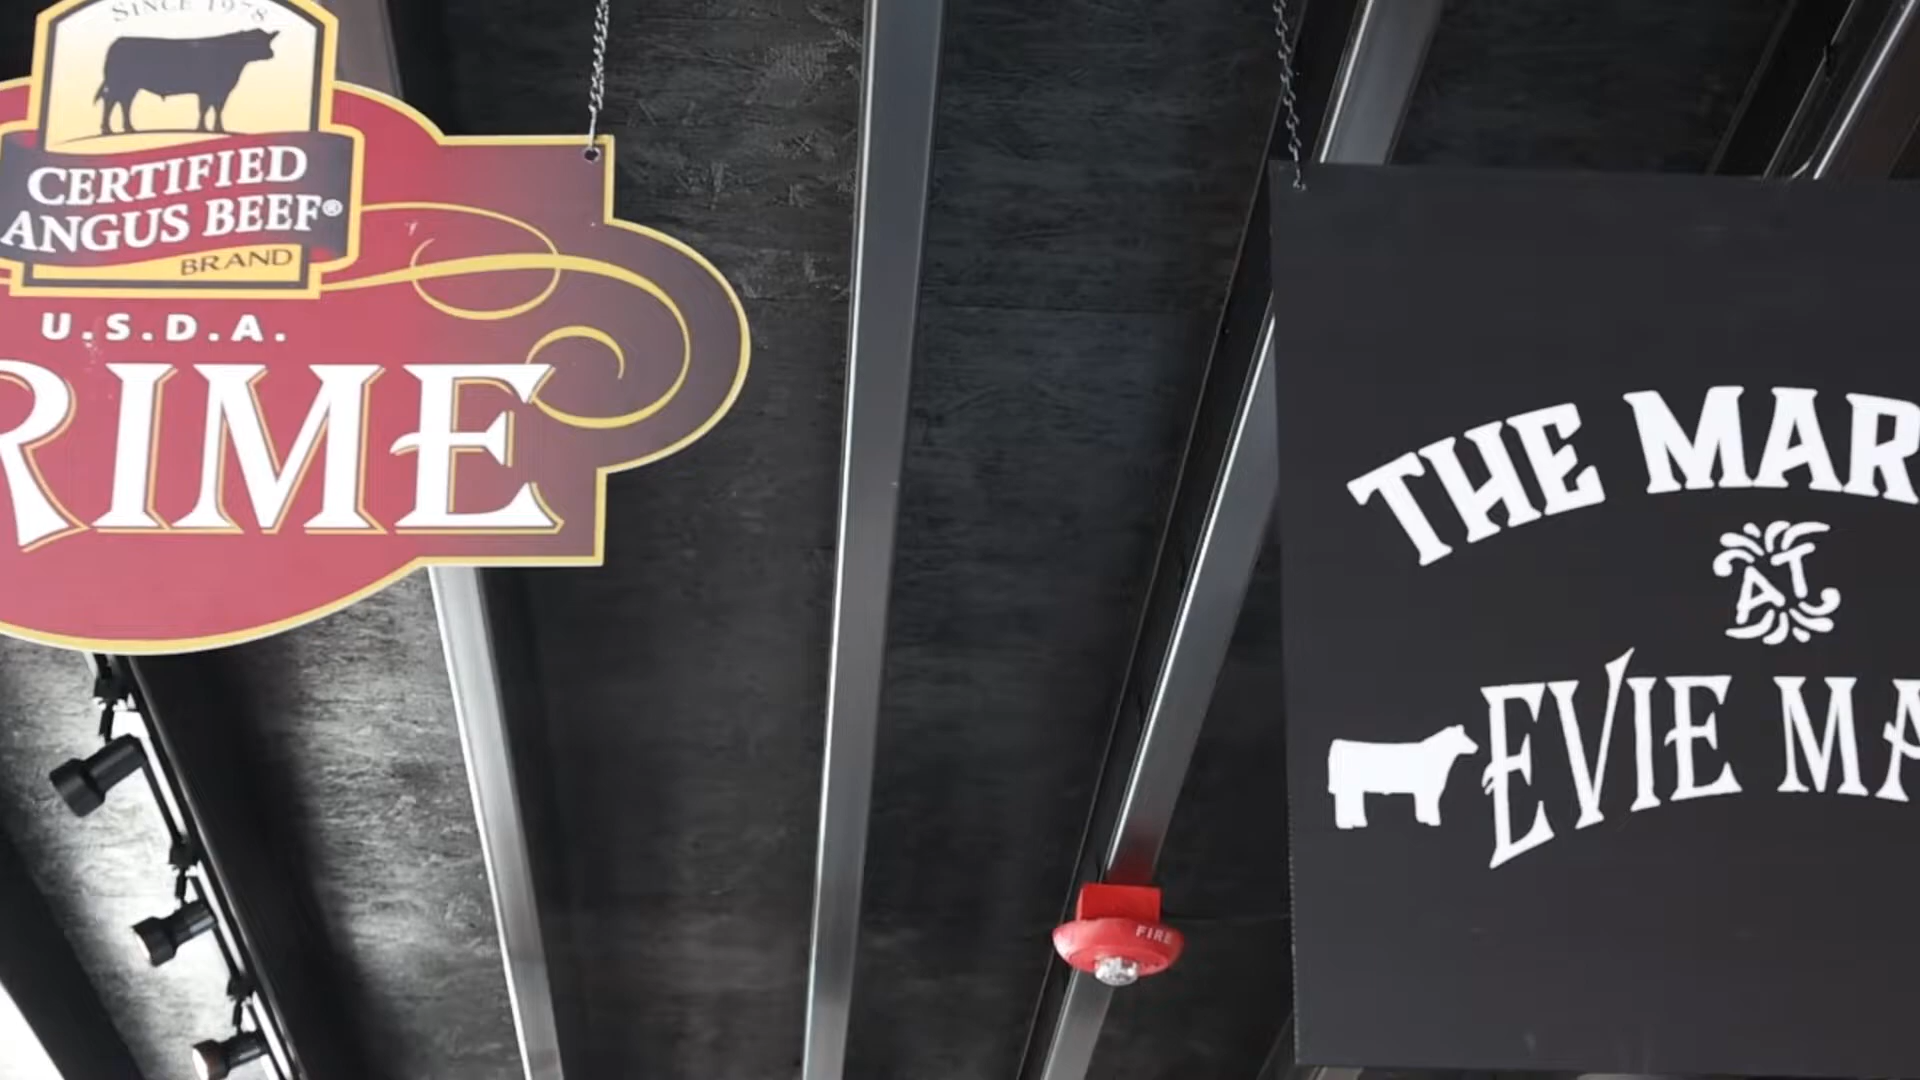 SINCE 1978
CERTIFIED
ANGUS BEEF®
BRAND
U.S.D.A.
RIME
THE MAR
AT
EVIE MA
FIRE